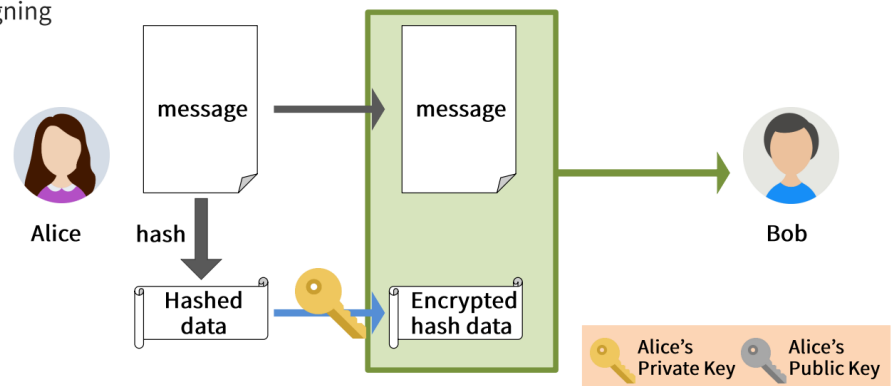 gning
message
message
Alice
hash
Bob
Hashed
data
Encrypted
hash data
Alice's
Private Key
Alice's
Public Key